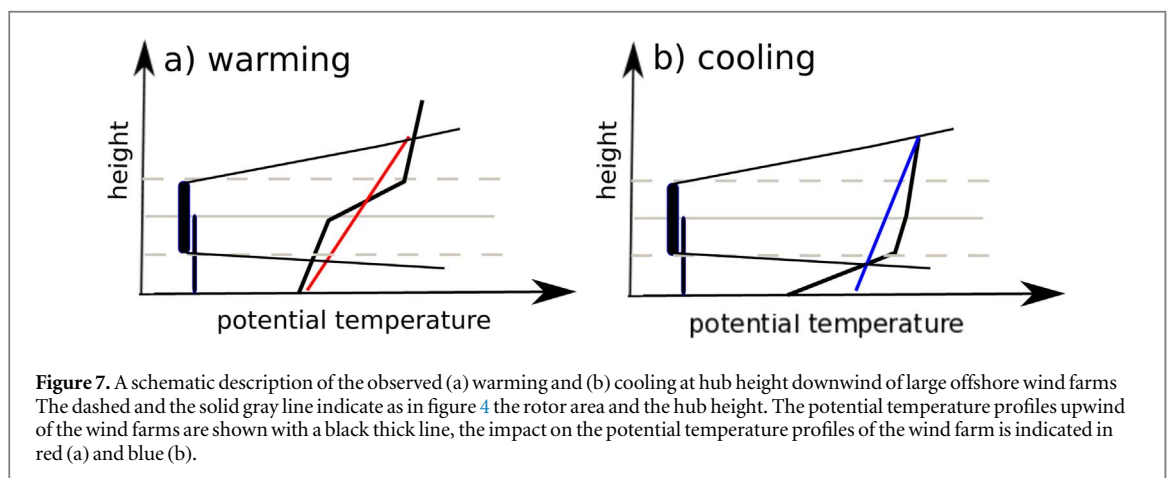 a) warming
height
potential temperature
b) cooling
height
potential temperature
Figure 7. A schematic description of the observed (a) warming and (b) cooling at hub height downwind of large offshore wind farms
The dashed and the solid gray line indicate as in figure 4 the rotor area and the hub height. The potential temperature profiles upwind
of the wind farms are shown with a black thick line, the impact on the potential temperature profiles of the wind farm is indicated in
red (a) and blue (b).